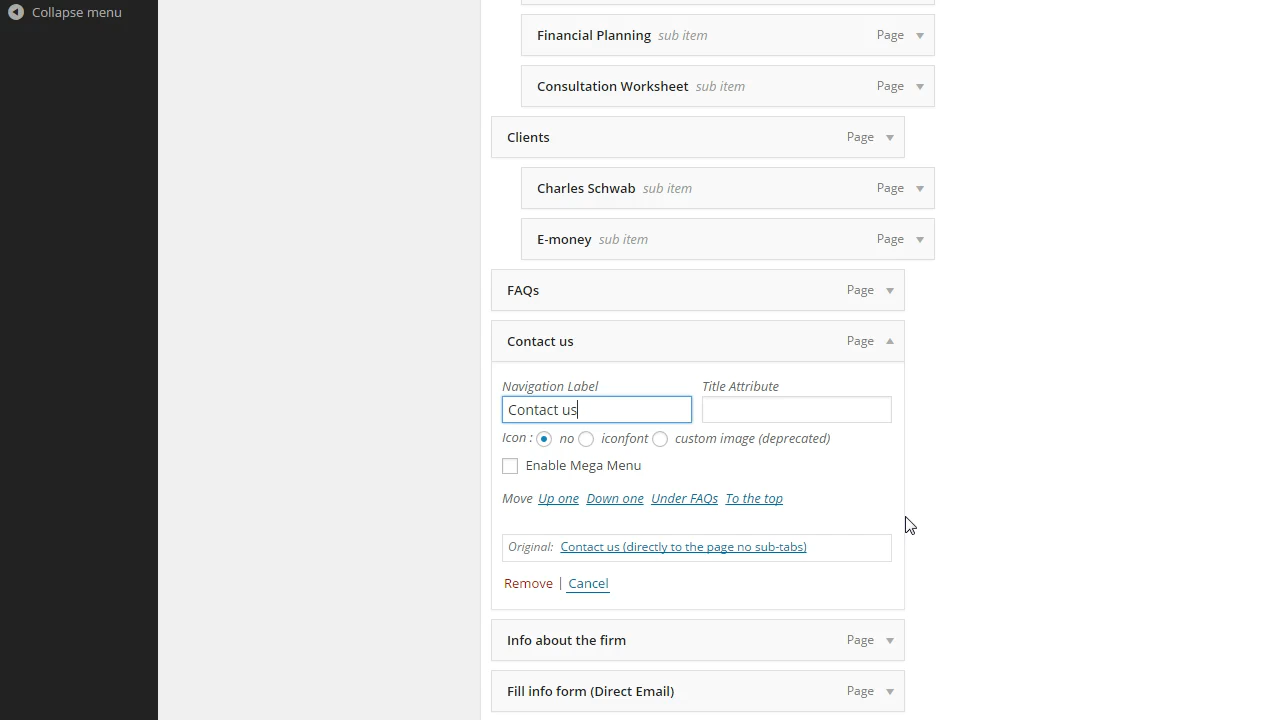 Collapse menu
Financial Planning sub item Page
Consultation Worksheet sub item Page
Clients Page
Charles Schwab sub item Page
E-money sub item Page
FAQs Page
Contact us Page
Navigation Label Title Attribute
Contact us
Icon : no iconfont custom image (deprecated)
Enable Mega Menu
Move Up one Down one Under FAQs To the top
Original: Contact us (directly to the page no sub-tabs)
Remove | Cancel
Info about the firm Page
Fill info form (Direct Email) Page